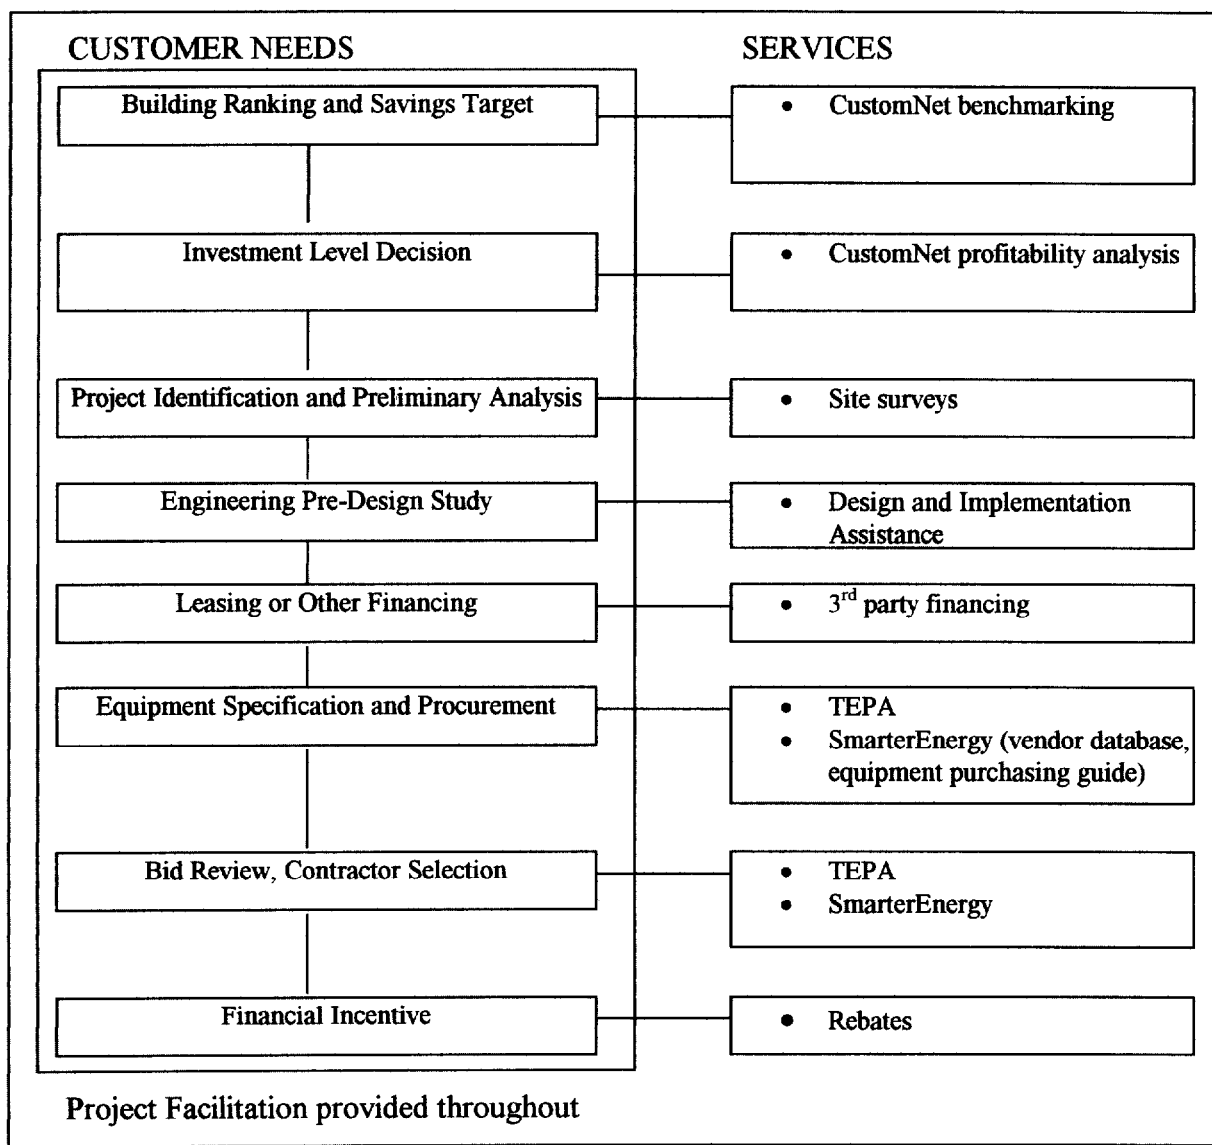 CUSTOMER NEEDS
SERVICES
Building Ranking and Savings Target
• CustomNet benchmarking
Investment Level Decision
• CustomNet profitability analysis
Project Identification and Preliminary Analysis
• Site surveys
Engineering Pre-Design Study
• Design and Implementation
Assistance
Leasing or Other Financing
• 3rd party financing
Equipment Specification and Procurement
• TEPA
• SmarterEnergy (vendor database,
equipment purchasing guide)
Bid Review, Contractor Selection
• TEPA
• SmarterEnergy
Financial Incentive
• Rebates
Project Facilitation provided throughout